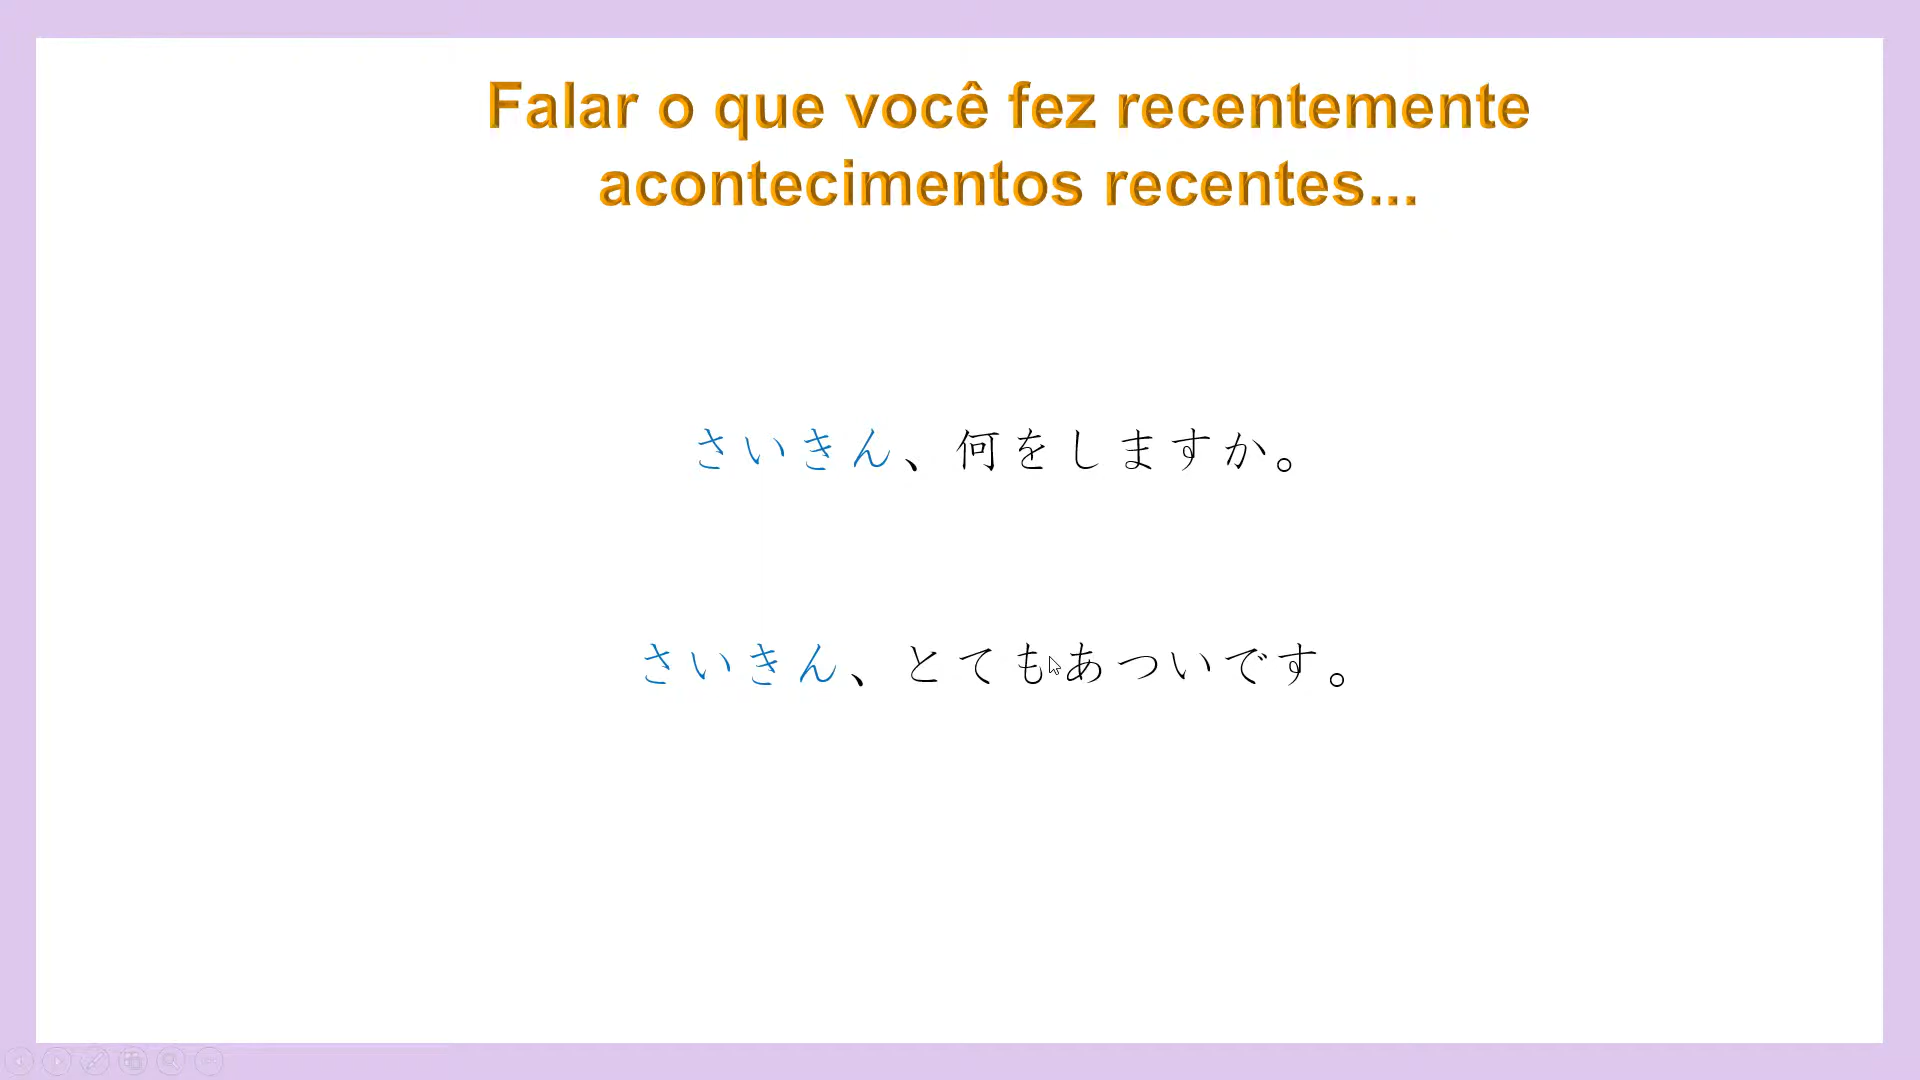 Falar o que você fez recentemente
acontecimentos recentes...
さいきん、何をしますか。
さいきん、とてもあついです。